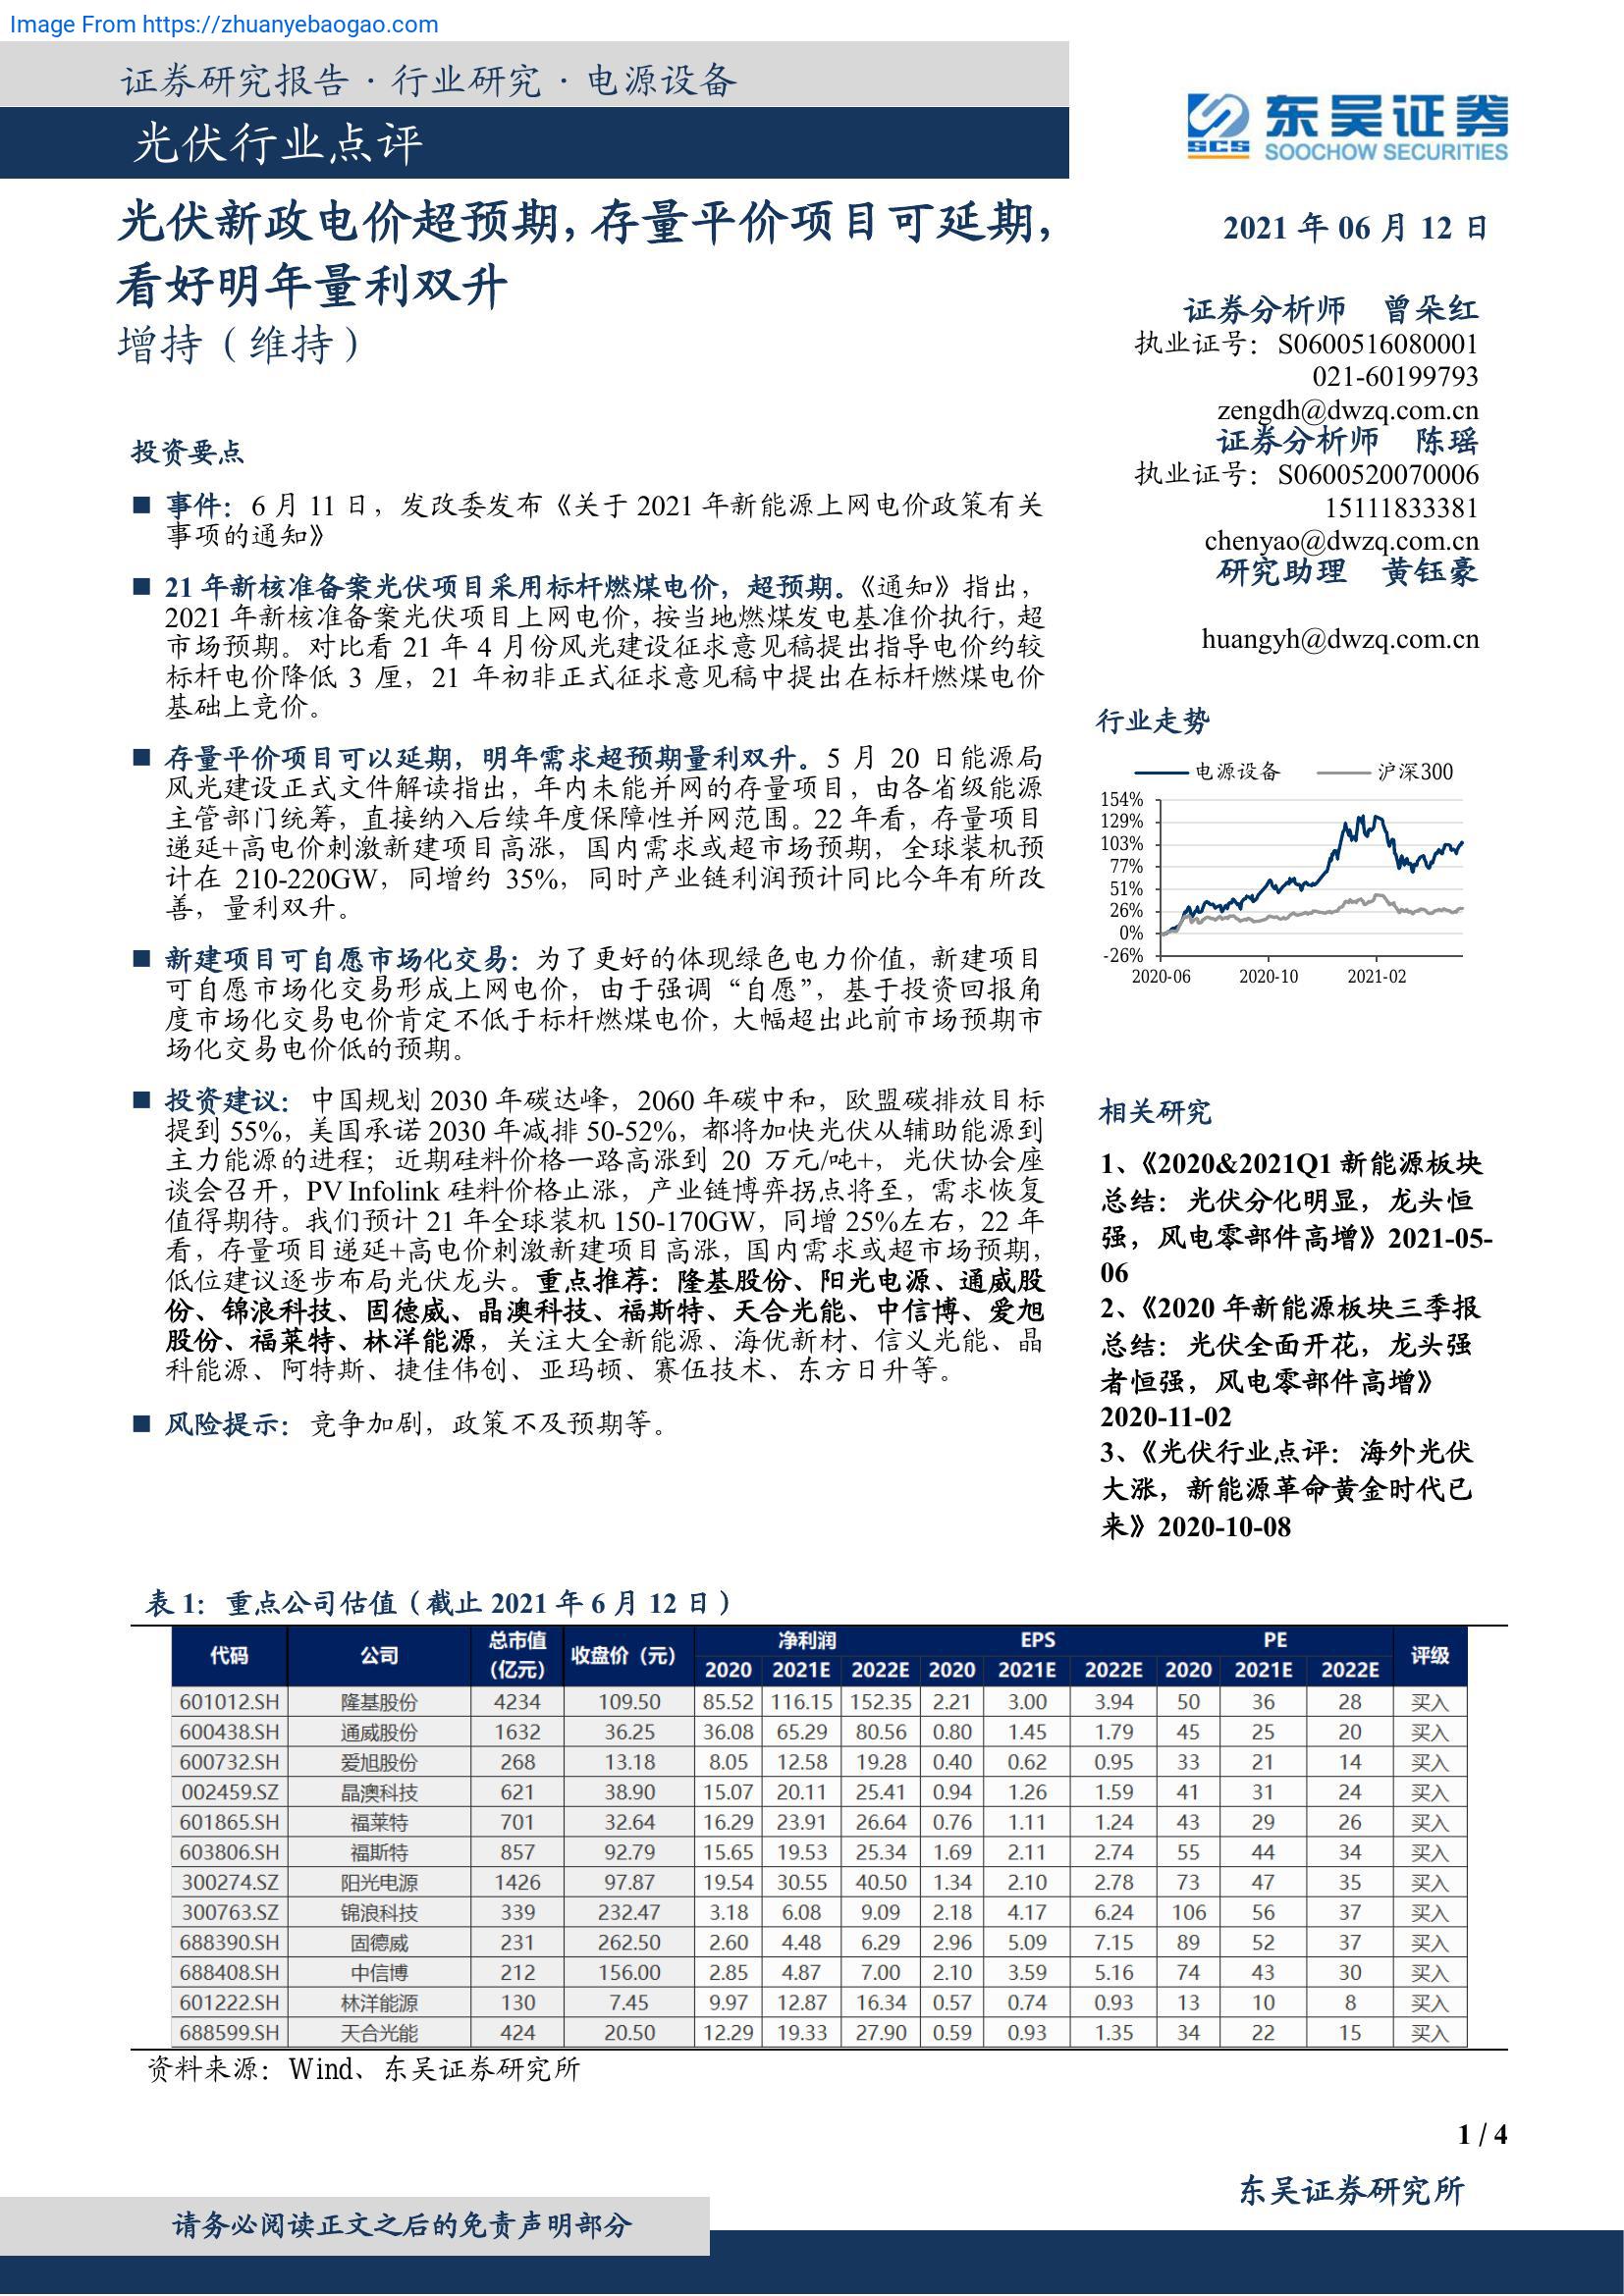 Image From https://zhuanyebaogao.com
证券研究报告 · 行业研究 · 电源设备
光伏行业点评
东吴证券
SCS SOOCHOW SECURITIES
光伏新政电价超预期，存量平价项目可延期，
看好明年量利双升
增持（维持）
2021 年 06 月 12 日
证券分析师 曾朵红
执业证号：S0600516080001
021-60199793
zengdh@dwzq.com.cn
证券分析师 陈瑶
执业证号：S0600520070006
15111833381
chenyao@dwzq.com.cn
研究助理 黄钰豪
huangyh@dwzq.com.cn
投资要点
■ 事件：6 月 11 日，发改委发布《关于 2021 年新能源上网电价政策有关
事项的通知》
■ 21 年新核准备案光伏项目采用标杆燃煤电价，超预期。《通知》指出，
2021 年新核准备案光伏项目上网电价，按当地燃煤发电基准价执行，超
市场预期。对比看 21 年 4 月份风光建设征求意见稿提出指导电价约较
标杆电价降低 3 厘，21 年初非正式征求意见稿中提出在标杆燃煤电价
基础上竞价。
■ 存量平价项目可以延期，明年需求超预期量利双升。5 月 20 日能源局
风光建设正式文件解读指出，年内未能并网的存量项目，由各省级能源
主管部门统筹，直接纳入后续年度保障性并网范围。22 年看，存量项目
递延+高电价刺激新建项目高涨，国内需求或超市场预期，全球装机预
计在 210-220GW，同增约 35%，同时产业链利润预计同比今年有所改
善，量利双升。
■ 新建项目可自愿市场化交易：为了更好的体现绿色电力价值，新建项目
可自愿市场化交易形成上网电价，由于强调“自愿”，基于投资回报角
度市场化交易电价肯定不低于标杆燃煤电价，大幅超出此前市场预期市
场化交易电价低的预期。
■ 投资建议：中国规划 2030 年碳达峰，2060 年碳中和，欧盟碳排放目标
提到 55%，美国承诺 2030 年减排 50-52%，都将加快光伏从辅助能源到
主力能源的进程；近期硅料价格一路高涨到 20 万元/吨+，光伏协会座
谈会召开，PV Infolink 硅料价格止涨，产业链博弈拐点将至，需求恢复
值得期待。我们预计 21 年全球装机 150-170GW，同增 25%左右，22 年
看，存量项目递延+高电价刺激新建项目高涨，国内需求或超市场预期，
低位建议逐步布局光伏龙头。重点推荐：隆基股份、阳光电源、通威股
份、锦浪科技、固德威、晶澳科技、福斯特、天合光能、中信博、爱旭
股份、福莱特、林洋能源，关注大全新能源、海优新材、信义光能、晶
科能源、阿特斯、捷佳伟创、亚玛顿、赛伍技术、东方日升等。
■ 风险提示：竞争加剧，政策不及预期等。
行业走势
电源设备 沪深300
154%
129%
103%
77%
51%
26%
0%
-26%
2020-06 2020-10 2021-02
相关研究
1、《2020&2021Q1 新能源板块
总结：光伏分化明显，龙头恒
强，风电零部件高增》2021-05-
06
2、《2020 年新能源板块三季报
总结：光伏全面开花，龙头强
者恒强，风电零部件高增》
2020-11-02
3、《光伏行业点评：海外光伏
大涨，新能源革命黄金时代已
来》2020-10-08
表 1：重点公司估值（截止 2021 年 6 月 12 日）
代码 公司 总市值（亿元） 收盘价（元） 净利润 EPS PE 评级
2020 2021E 2022E 2020 2021E 2022E 2020 2021E 2022E
601012.SH 隆基股份 4234 109.50 85.52 116.15 152.35 2.21 3.00 3.94 50 36 28 买入
600438.SH 通威股份 1632 36.25 36.08 65.29 80.56 0.80 1.45 1.79 45 25 20 买入
600732.SH 爱旭股份 268 13.18 8.05 12.58 19.28 0.40 0.62 0.95 33 21 14 买入
002459.SZ 晶澳科技 621 38.90 15.07 20.11 25.41 0.94 1.26 1.59 41 31 24 买入
601865.SH 福莱特 701 32.64 16.29 23.91 26.64 0.76 1.11 1.24 43 29 26 买入
603806.SH 福斯特 857 92.79 15.65 19.53 25.34 1.69 2.11 2.74 55 44 34 买入
300274.SZ 阳光电源 1426 97.87 19.54 30.55 40.50 1.34 2.10 2.78 73 47 35 买入
300763.SZ 锦浪科技 339 232.47 3.18 6.08 9.09 2.18 4.17 6.24 106 56 37 买入
688390.SH 固德威 231 262.50 2.60 4.48 6.29 2.96 5.09 7.15 89 52 37 买入
688408.SH 中信博 212 156.00 2.85 4.87 7.00 2.10 3.59 5.16 74 43 30 买入
601222.SH 林洋能源 130 7.45 9.97 12.87 16.34 0.57 0.74 0.93 13 10 8 买入
688599.SH 天合光能 424 20.50 12.29 19.33 27.90 0.59 0.93 1.35 34 22 15 买入
资料来源：Wind、东吴证券研究所
1 / 4
东吴证券研究所
请务必阅读正文之后的免责声明部分